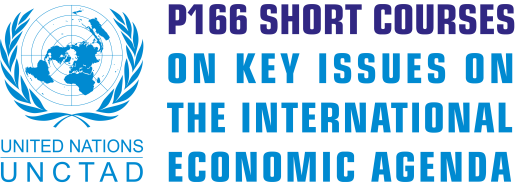 UNITED NATIONS
UNCTAD
P166 SHORT COURSES
ON KEY ISSUES ON
THE INTERNATIONAL
ECONOMIC AGENDA